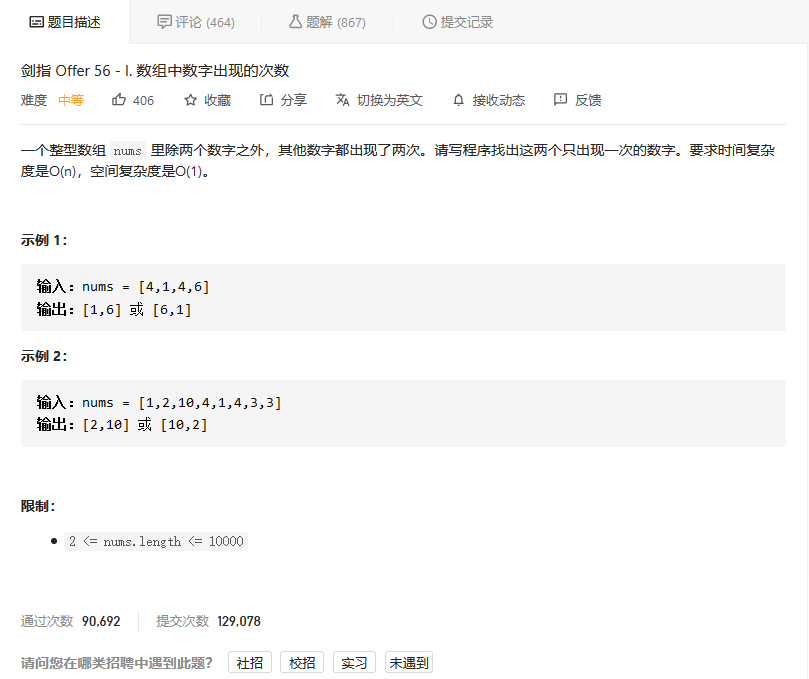 题目描述 评论 (464) 题解 (867) 提交记录
剑指 Offer 56 - I. 数组中数字出现的次数
难度 中等 406 收藏 分享 切换为英文 接收动态 反馈
一个整型数组 nums 里除两个数字之外，其他数字都出现了两次。请写程序找出这两个只出现一次的数字。要求时间复杂
度是O(n)，空间复杂度是O(1)。
示例 1：
输入：nums = [4,1,4,6]
输出：[1,6] 或 [6,1]
示例 2：
输入：nums = [1,2,10,4,1,4,3,3]
输出：[2,10] 或 [10,2]
限制：
2 <= nums.length <= 10000
通过次数 90,692 提交次数 129,078
请问您在哪类招聘中遇到此题？ 社招 校招 实习 未遇到